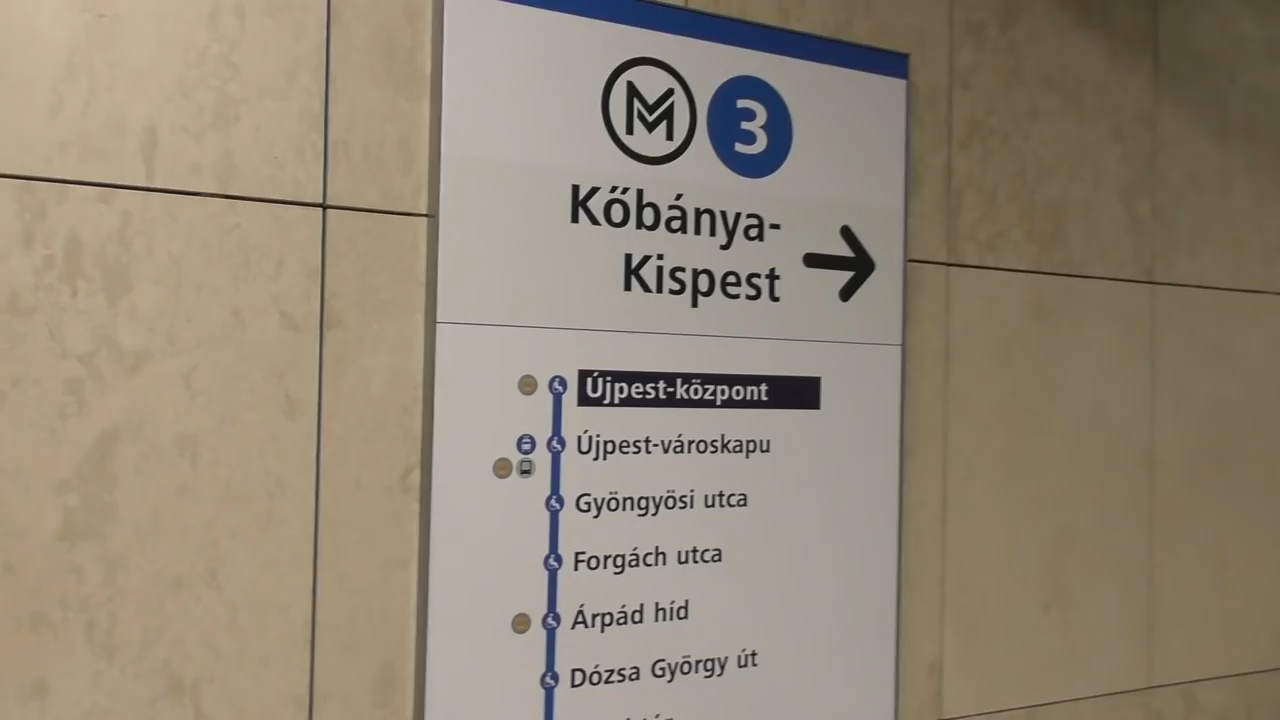 M 3
Kőbánya-
Kispest
Újpest-központ
Újpest-városkapu
Gyöngyösi utca
Forgách utca
Árpád híd
Dózsa György út